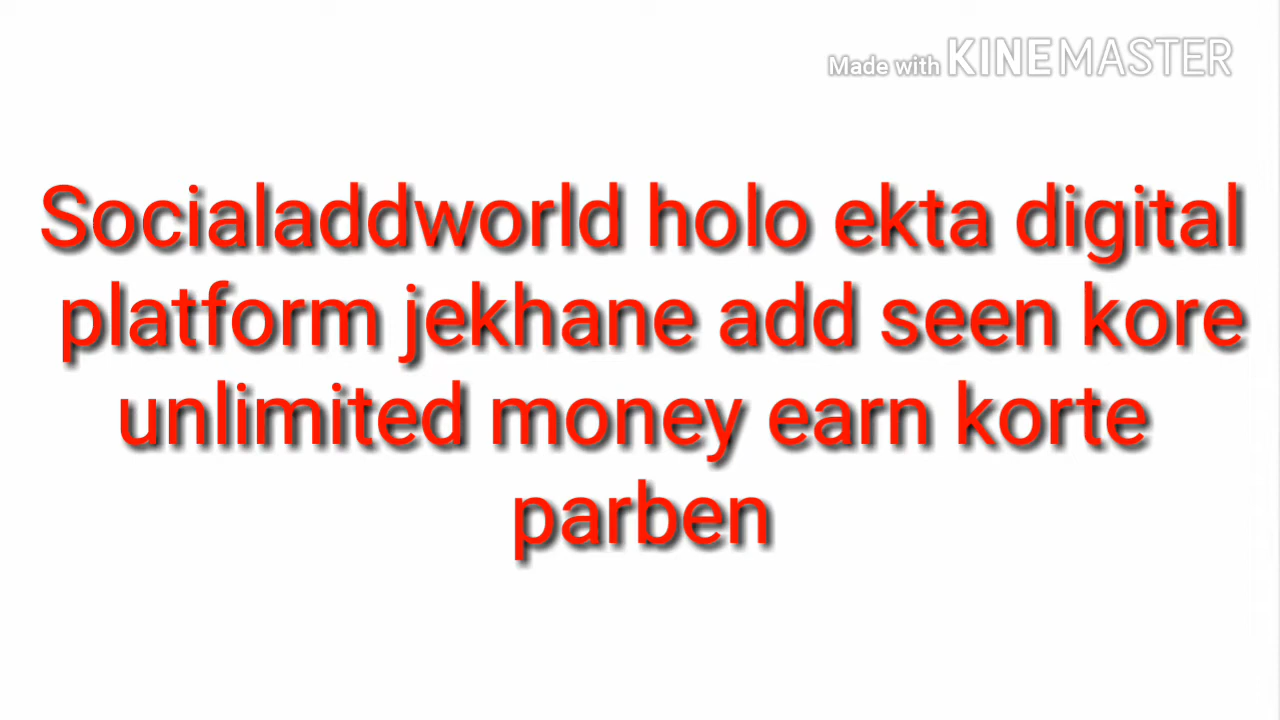 Made with KINEMASTER
Socialaddworld holo ekta digital
platform jekhane add seen kore
unlimited money earn korte
parben